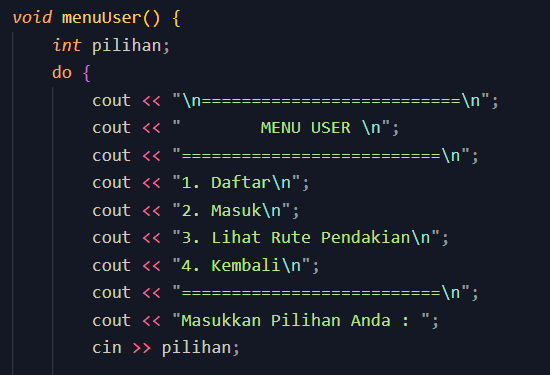 void menuUser() {
    int pilihan;
    do {
        cout << "\n==========================\n";
        cout << "        MENU USER \n";
        cout << "==========================\n";
        cout << "1. Daftar\n";
        cout << "2. Masuk\n";
        cout << "3. Lihat Rute Pendakian\n";
        cout << "4. Kembali\n";
        cout << "==========================\n";
        cout << "Masukkan Pilihan Anda : ";
        cin >> pilihan;